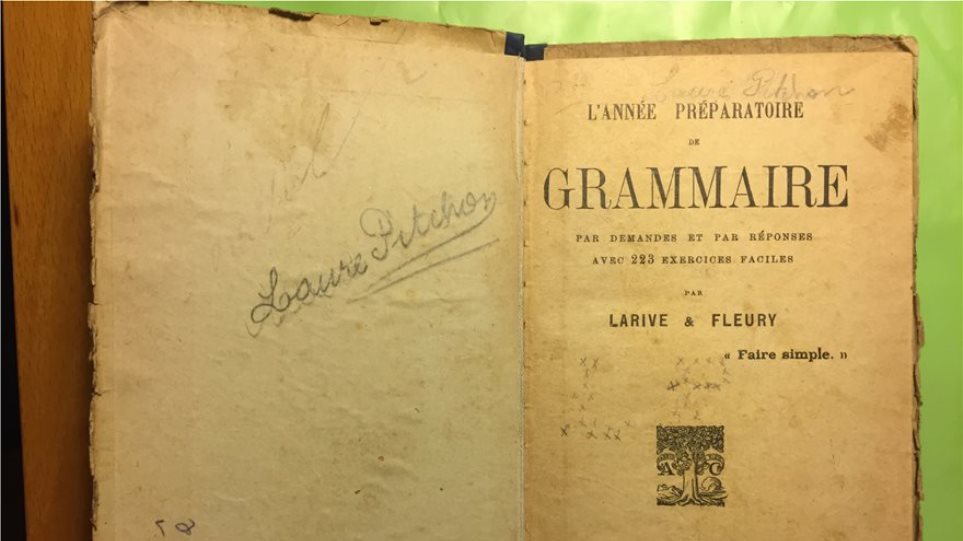 Laure Pitchon
Laure Pitchon
L'ANNÉE PRÉPARATOIRE
DE
GRAMMAIRE
PAR DEMANDES ET PAR RÉPONSES
AVEC 223 EXERCICES FACILES
PAR
LARIVE & FLEURY
« Faire simple. »
A C